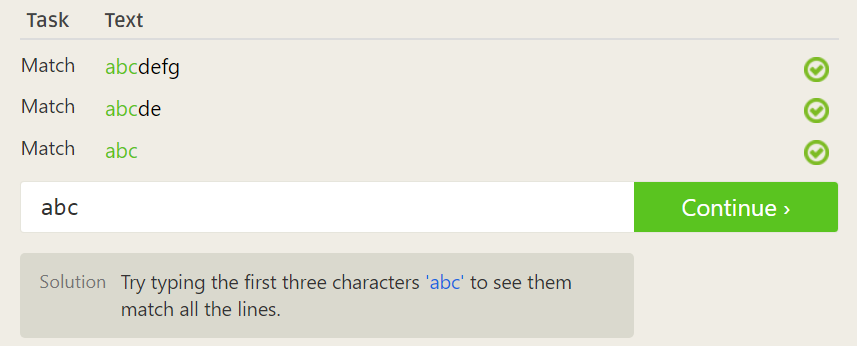 Task Text
Match abcdefg
Match abcde
Match abc
abc Continue ›
Solution Try typing the first three characters 'abc' to see them
match all the lines.